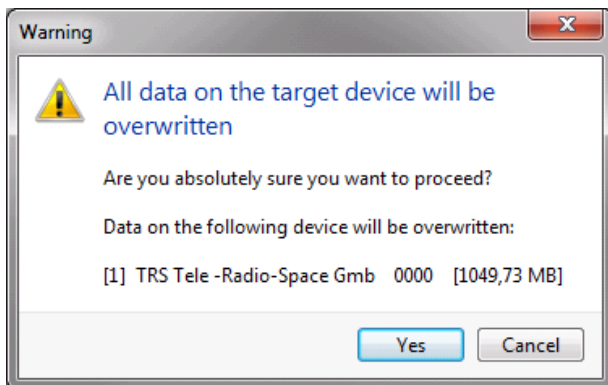 Warning
All data on the target device will be
overwritten
Are you absolutely sure you want to proceed?
Data on the following device will be overwritten:
[1] TRS Tele -Radio-Space Gmb 0000 [1049,73 MB]
Yes Cancel